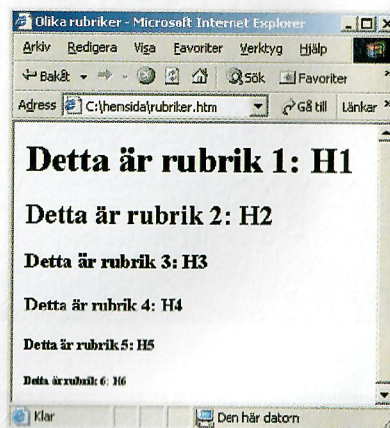 Olika rubriker - Microsoft Internet Explorer
Arkiv Redigera Visa Favoriter Verktyg Hjälp
Bakåt Sök Favoriter
Adress C:\hemsida\rubriker.htm Gå till Länkar
Detta är rubrik 1: H1
Detta är rubrik 2: H2
Detta är rubrik 3: H3
Detta är rubrik 4: H4
Detta är rubrik 5: H5
Detta är rubrik 6: H6
Klar Den här datorn